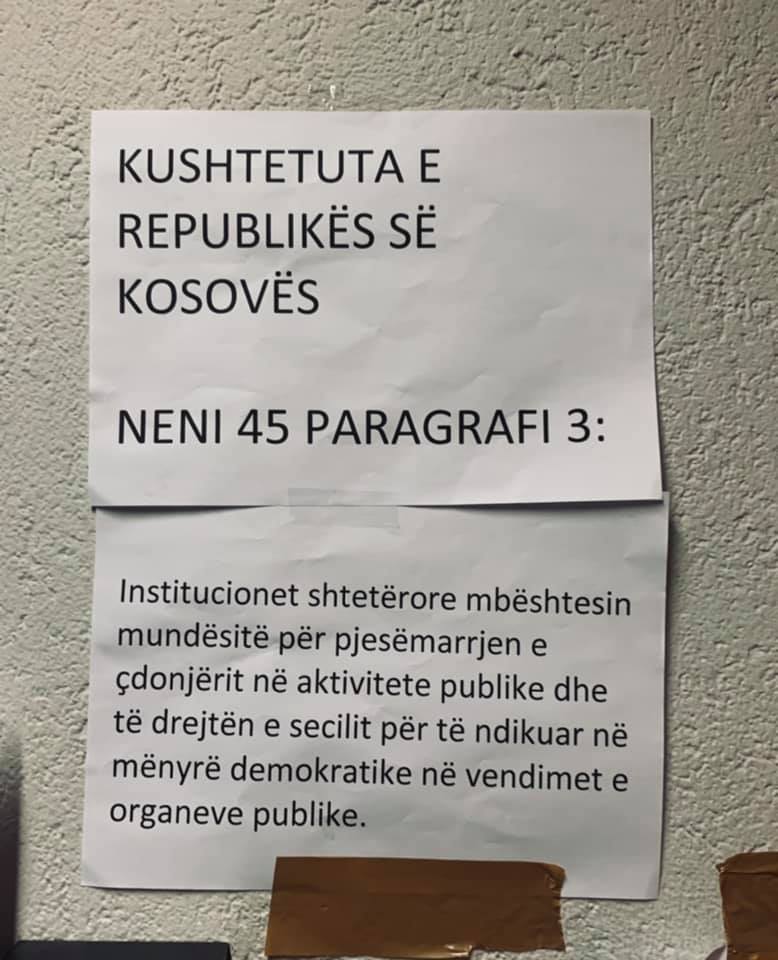 KUSHTETUTA E
REPUBLIKËS SË
KOSOVËS
NENI 45 PARAGRAFI 3:
Institucionet shtetërore mbështesin
mundësitë për pjesëmarrjen e
çdonjërit në aktivitete publike dhe
të drejtën e secilit për të ndikuar në
mënyrë demokratike në vendimet e
organeve publike.